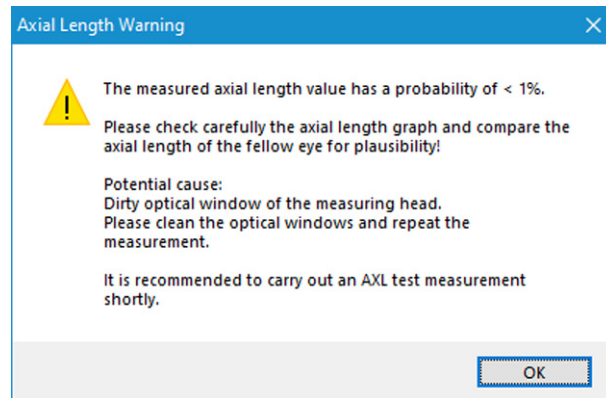 Axial Length Warning
The measured axial length value has a probability of < 1%.
Please check carefully the axial length graph and compare the
axial length of the fellow eye for plausibility!
Potential cause:
Dirty optical window of the measuring head.
Please clean the optical windows and repeat the
measurement.
It is recommended to carry out an AXL test measurement
shortly.
OK